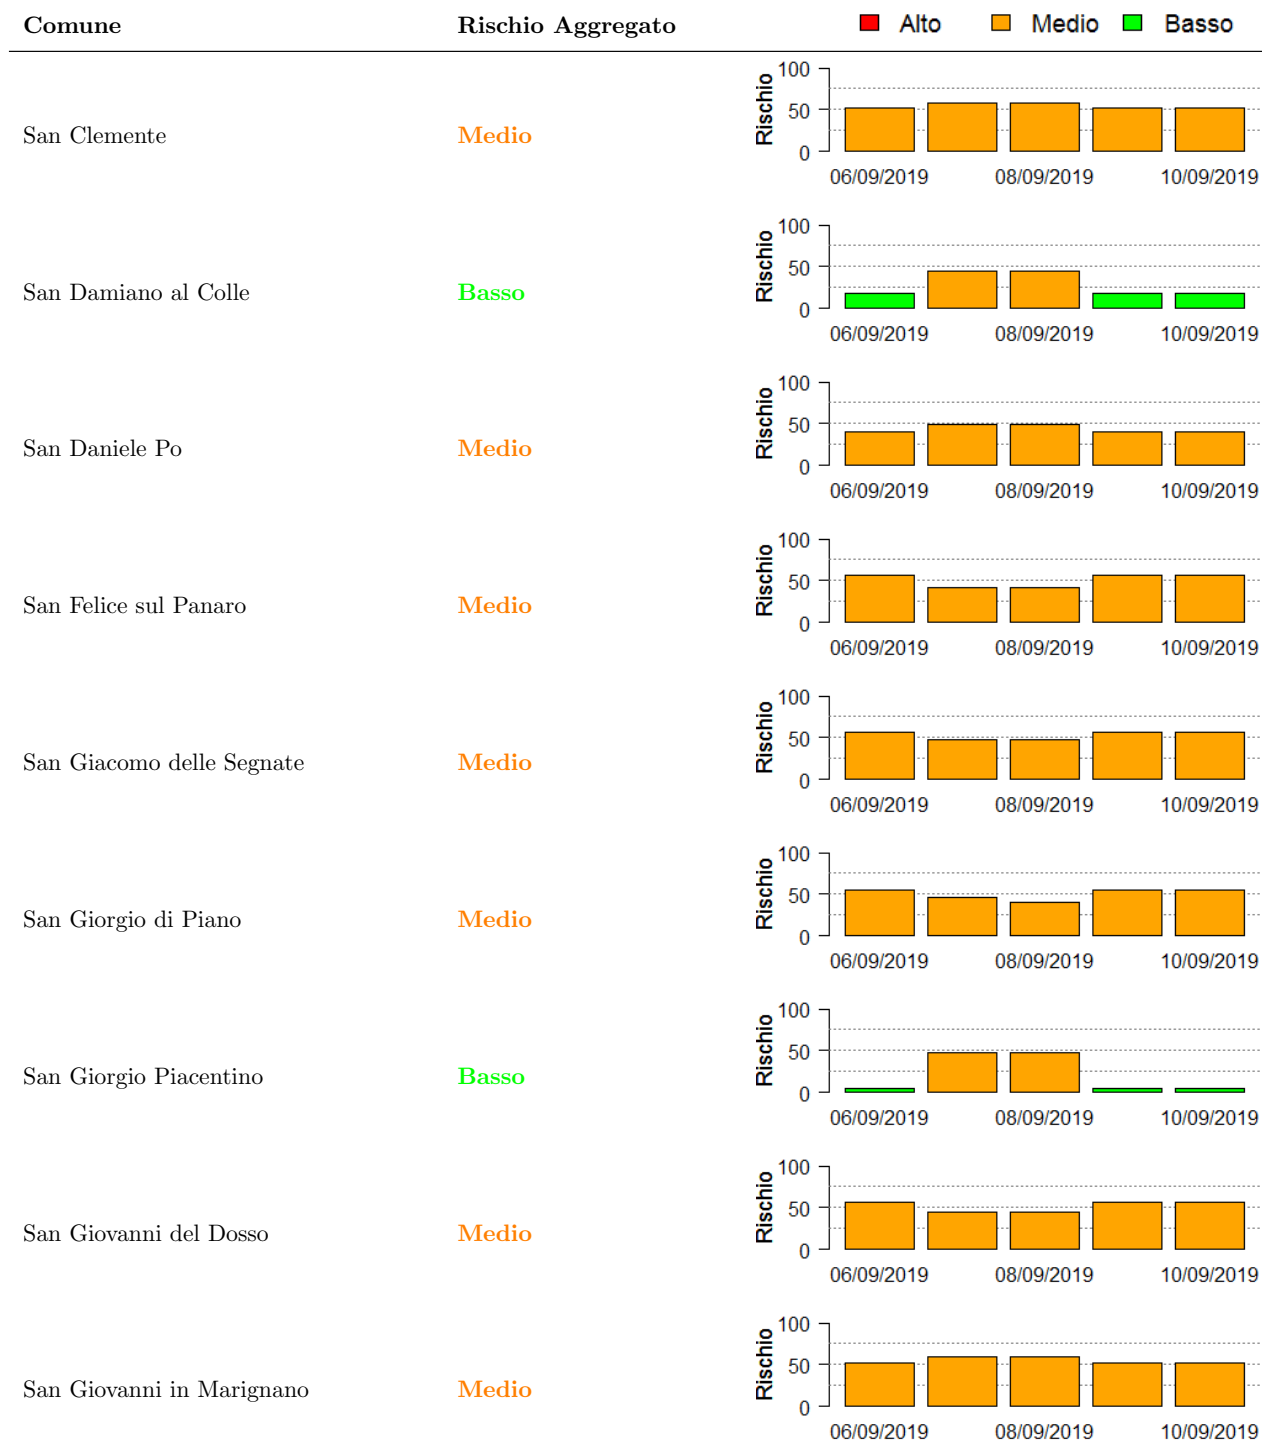 Comune Rischio Aggregato Alto Medio Basso
100
Rischio
50
San Clemente Medio
0
06/09/2019 08/09/2019 10/09/2019
100
Rischio
50
San Damiano al Colle Basso
0
06/09/2019 08/09/2019 10/09/2019
100
Rischio
50
San Daniele Po Medio
0
06/09/2019 08/09/2019 10/09/2019
100
Rischio
50
San Felice sul Panaro Medio
0
06/09/2019 08/09/2019 10/09/2019
100
Rischio
50
San Giacomo delle Segnate Medio
0
06/09/2019 08/09/2019 10/09/2019
100
Rischio
50
San Giorgio di Piano Medio
0
06/09/2019 08/09/2019 10/09/2019
100
Rischio
50
San Giorgio Piacentino Basso
0
06/09/2019 08/09/2019 10/09/2019
100
Rischio
50
San Giovanni del Dosso Medio
0
06/09/2019 08/09/2019 10/09/2019
100
Rischio
50
San Giovanni in Marignano Medio
0
06/09/2019 08/09/2019 10/09/2019